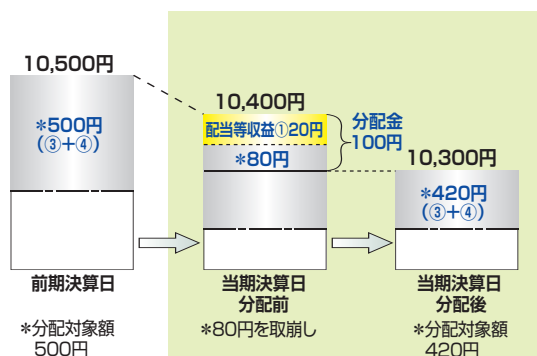 10,500円
*500円
(③+④)
前期決算日
*分配対象額
500円
10,400円
配当等収益①20円
*80円
分配金
100円
当期決算日
分配前
*80円を取崩し
10,300円
*420円
(③+④)
当期決算日
分配後
*分配対象額
420円